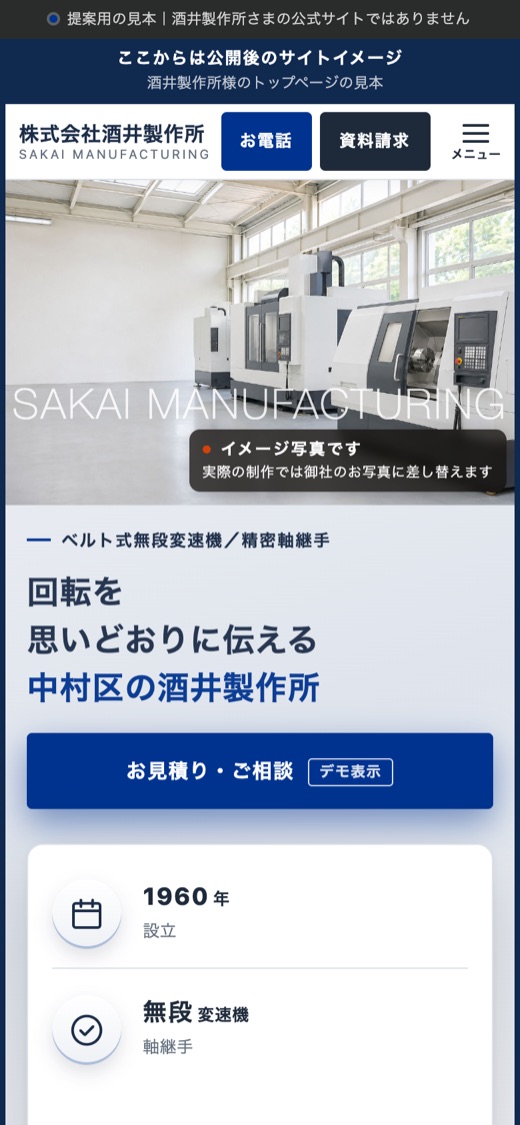 提案用の見本｜酒井製作所さまの公式サイトではありません
ここからは公開後のサイトイメージ
酒井製作所様のトップページの見本
株式会社酒井製作所
SAKAI MANUFACTURING
お電話
資料請求
メニュー
SAKAI MANUFACTURING
イメージ写真です
実際の制作では御社のお写真に差し替えます
ベルト式無段変速機／精密軸継手
回転を
思いどおりに伝える
中村区の酒井製作所
お見積り・ご相談 デモ表示
1960 年
設立
無段 変速機
軸継手